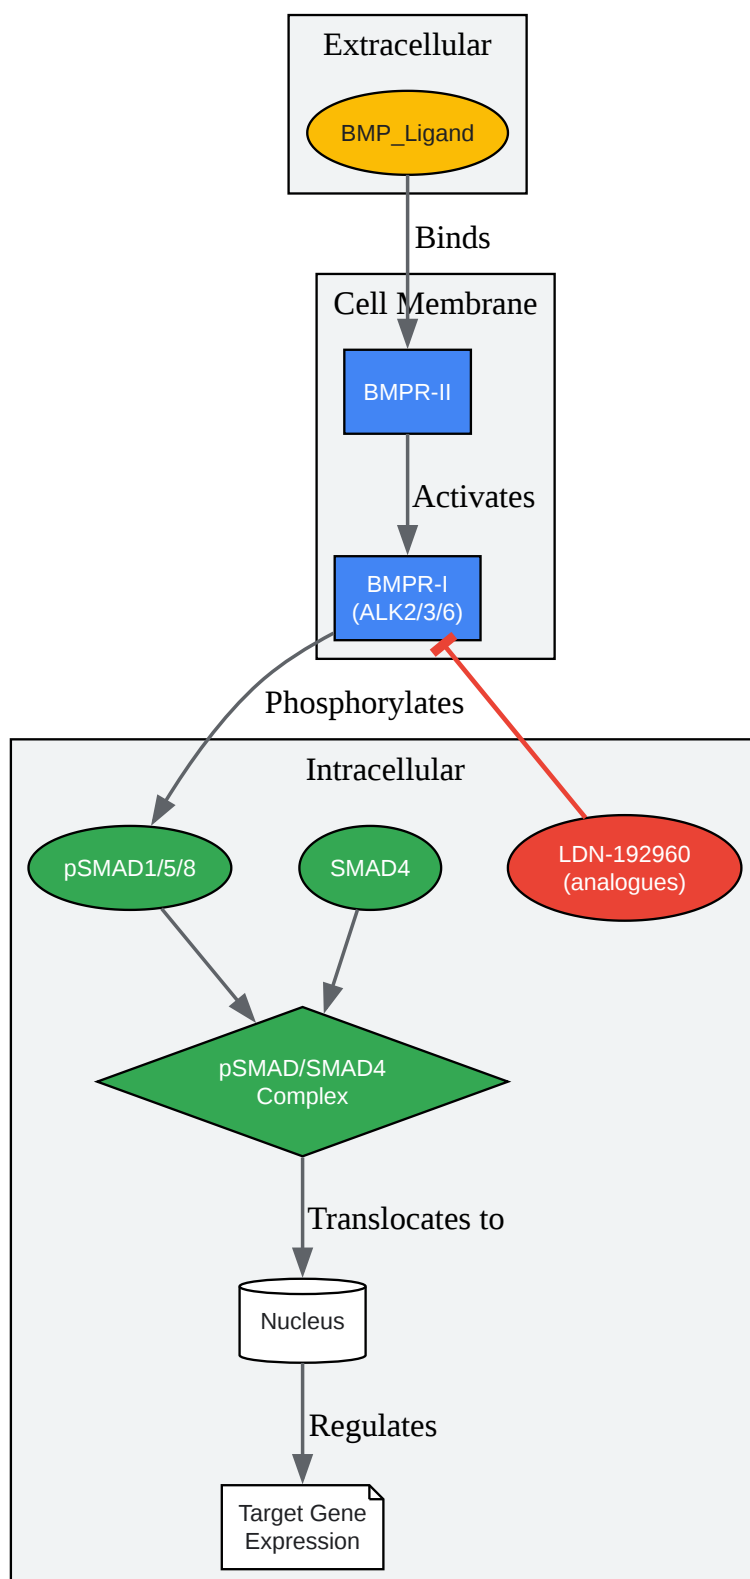 Extracellular
BMP_Ligand
Binds
Cell Membrane
BMPR-II
Activates
BMPR-I
(ALK2/3/6)
Phosphorylates
Intracellular
pSMAD1/5/8
SMAD4
LDN-192960
(analogues)
pSMAD/SMAD4
Complex
Translocates to
Nucleus
Regulates
Target Gene
Expression